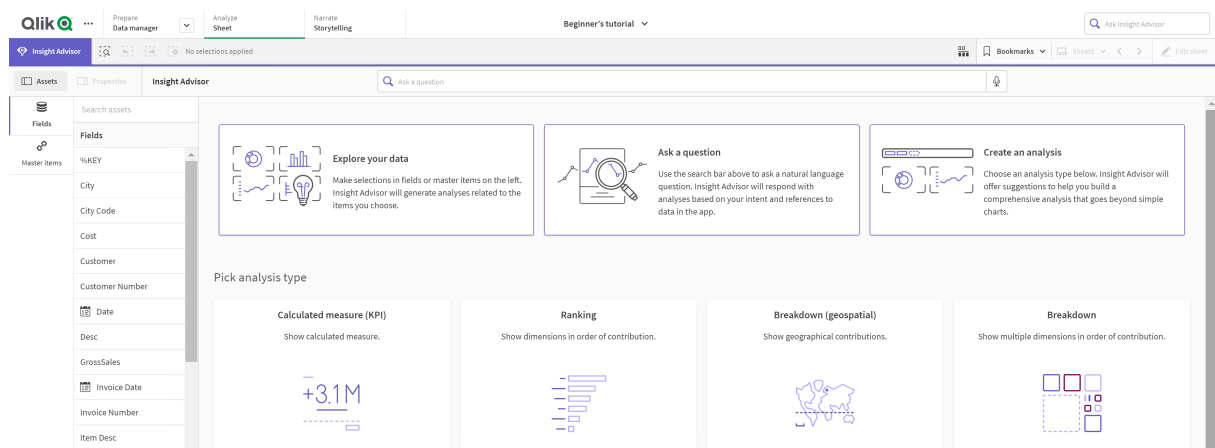 Qlik
Prepare
Data manager
Analyze
Sheet
Narrate
Storytelling
Beginner's tutorial
Ask Insight Advisor
Insight Advisor
No selections applied
Bookmarks
Sheets
Edit sheet
Assets
Properties
Insight Advisor
Ask a question
Fields
Master items
Search assets
Fields
%KEY
City
City Code
Cost
Customer
Customer Number
Date
Desc
GrossSales
Invoice Date
Invoice Number
Item Desc
Explore your data
Make selections in fields or master items on the left.
Insight Advisor will generate analyses related to the
items you choose.
Ask a question
Use the search bar above to ask a natural language
question. Insight Advisor will respond with
analyses based on your intent and references to
data in the app.
Create an analysis
Choose an analysis type below. Insight Advisor will
offer suggestions to help you build a
comprehensive analysis that goes beyond simple
charts.
Pick analysis type
Calculated measure (KPI)
Show calculated measure.
+3.1M
Ranking
Show dimensions in order of contribution.
Breakdown (geospatial)
Show geographical contributions.
Breakdown
Show multiple dimensions in order of contribution.